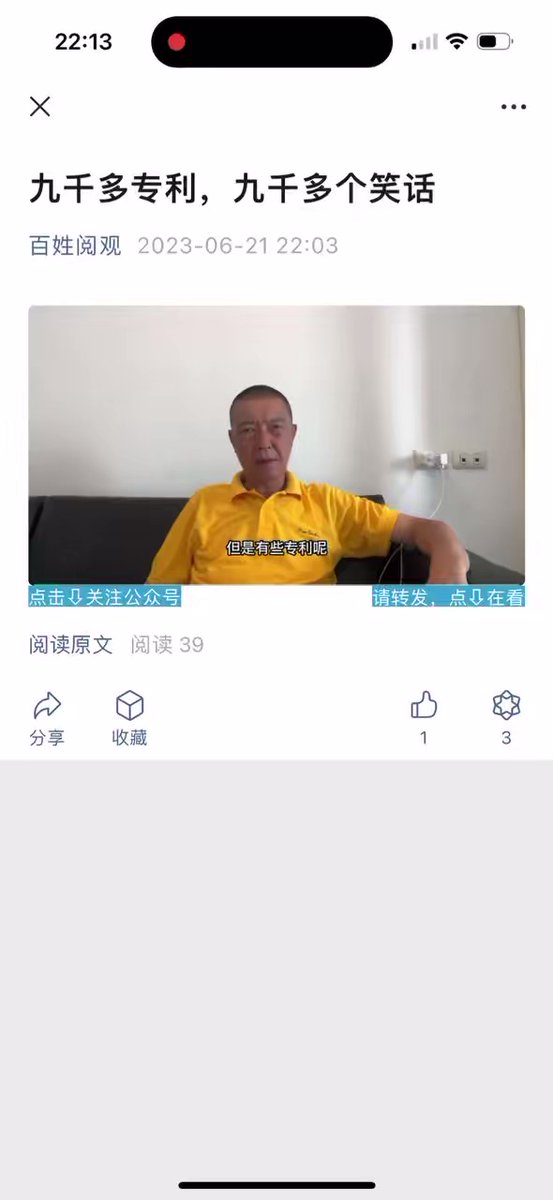 22:13
九千多专利，九千多个笑话
百姓阅观 2023-06-21 22:03
但是有些专利呢
点击⇩关注公众号 请转发，点⇩在看
阅读原文 阅读 39
分享 收藏 1 3